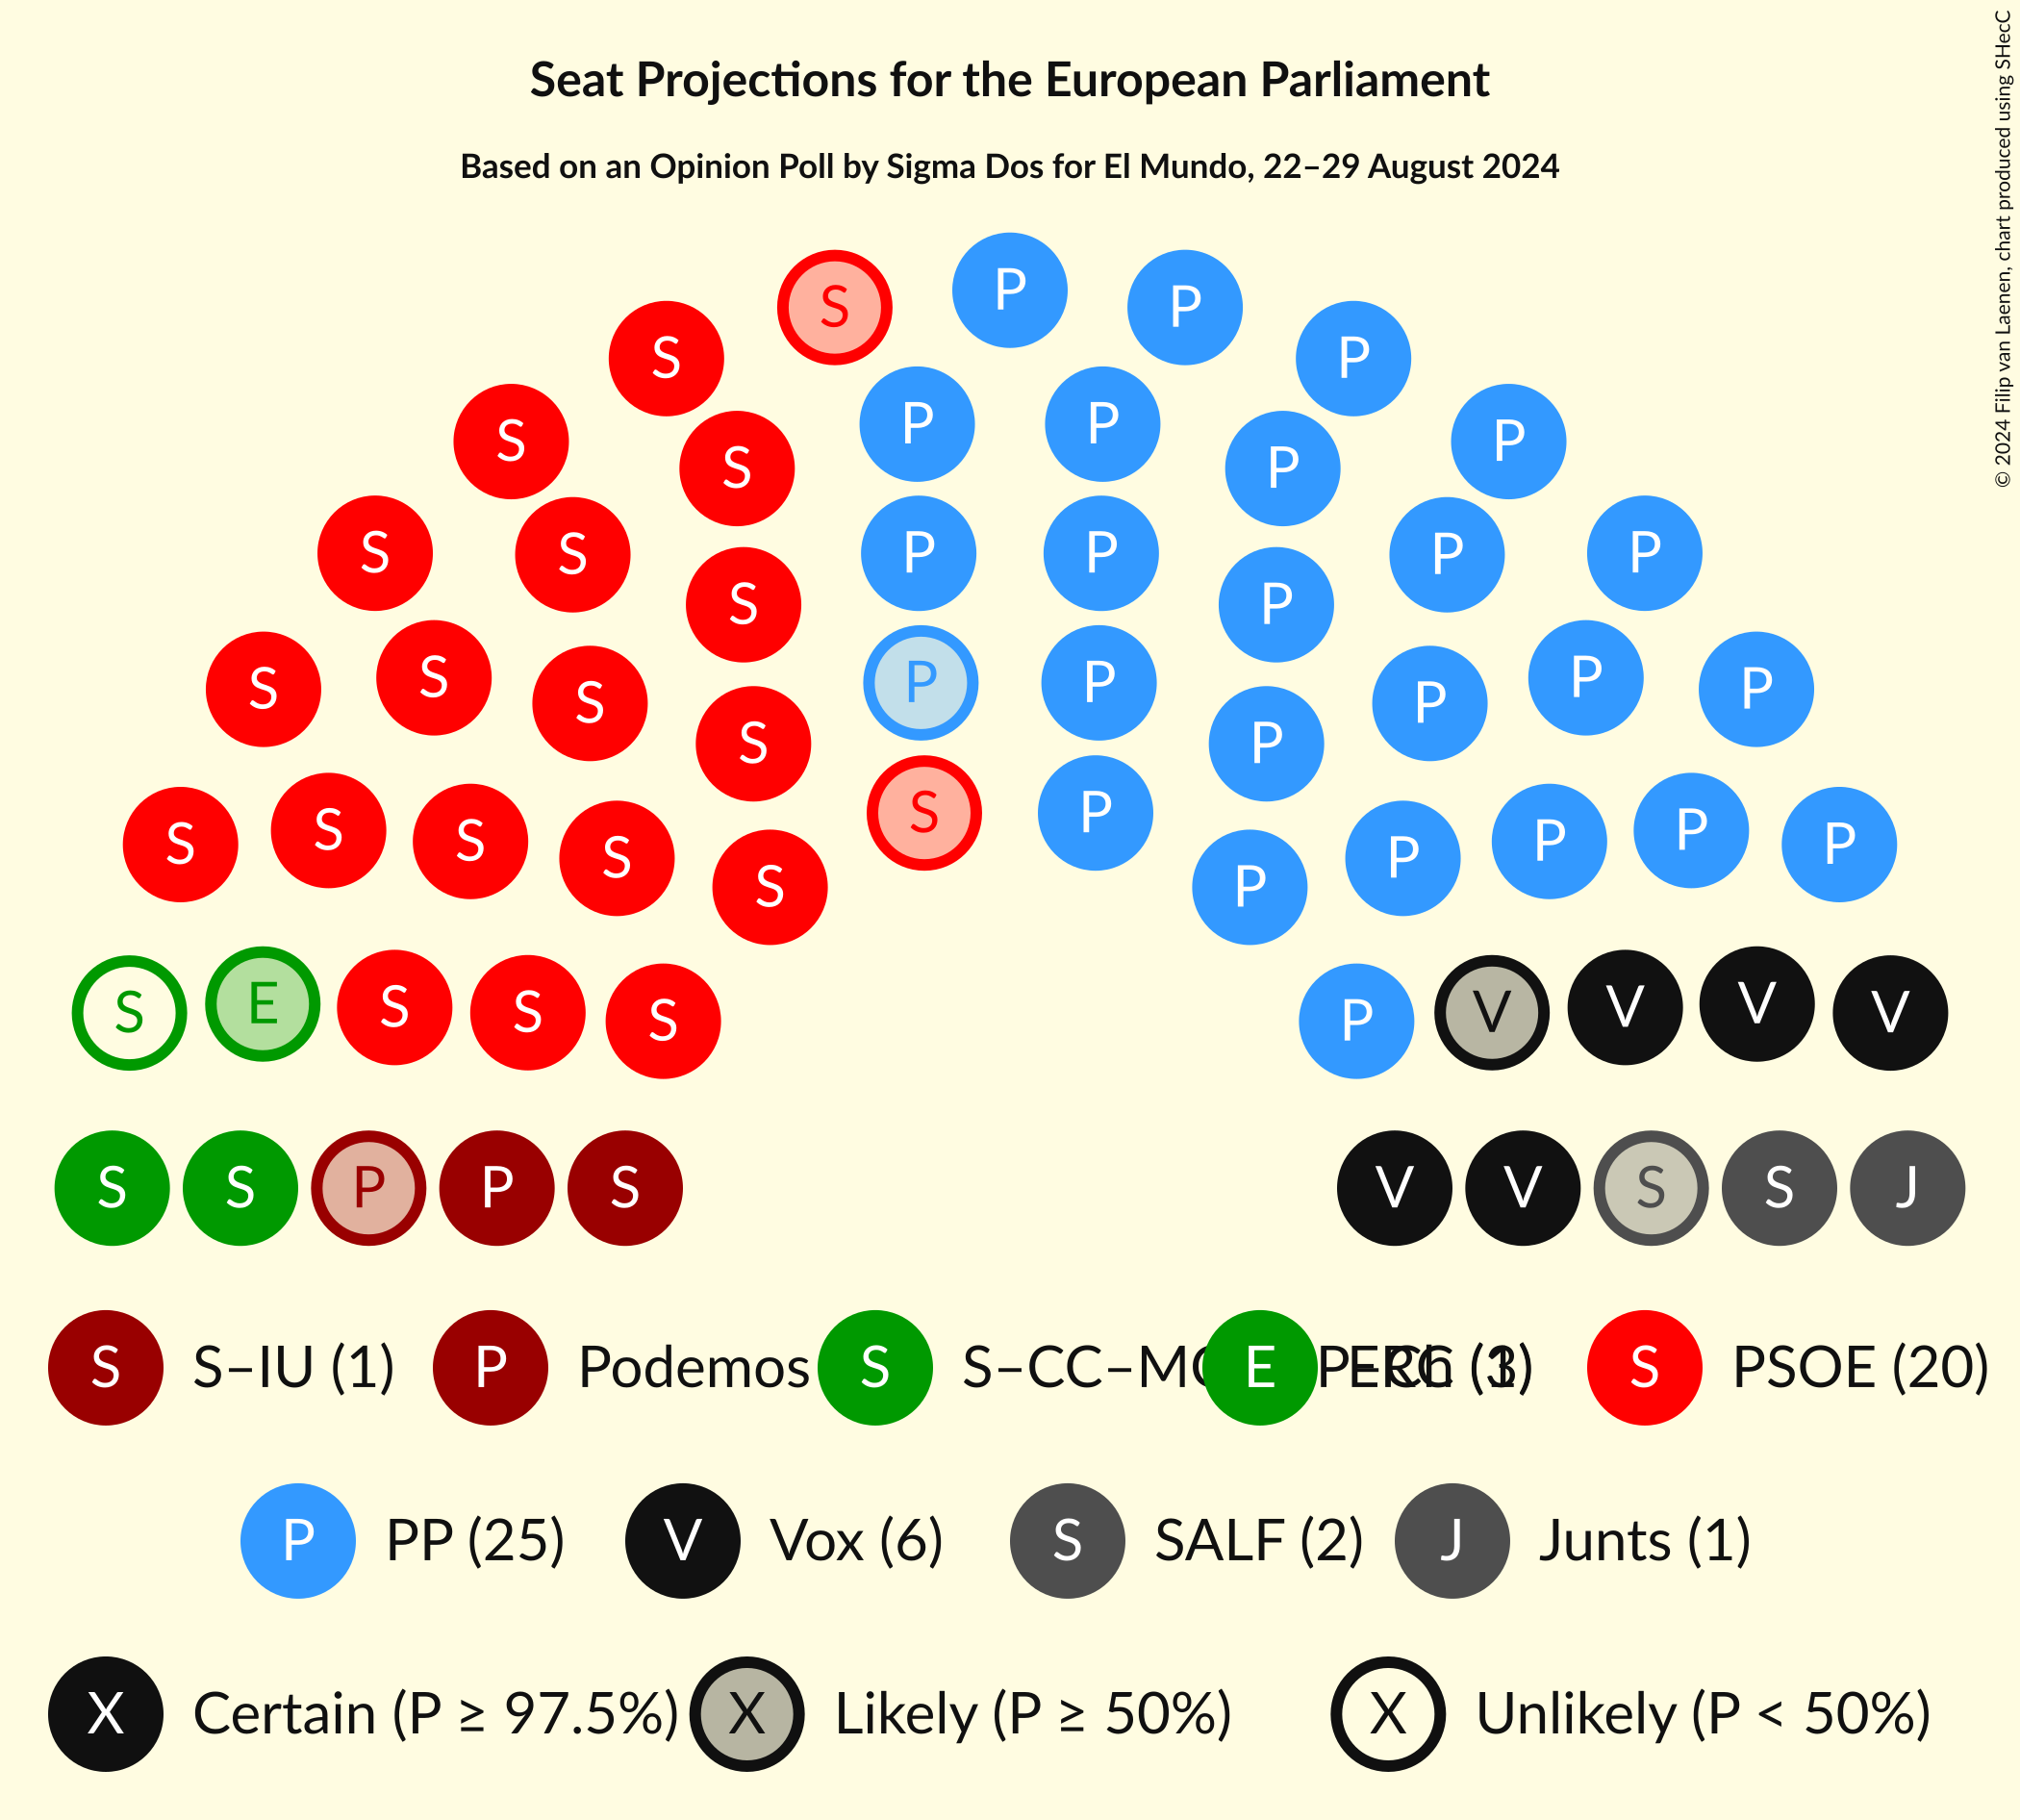 © 2024 Filip van Laenen, chart produced using SHecC
Seat Projections for the European Parliament
Based on an Opinion Poll by Sigma Dos for El Mundo, 22–29 August 2024
P
S P
S P
P P
S P
S P
S S P P P P
S P
S S S P P P P P
S P
S P
S S S S P P P P
S P
S E S S S P V V V V
S S P P S V V S S J
S S–IU (1) P Podemos S E S PSOE (20)
P PP (25) V Vox (6) S SALF (2) J Junts (1)
X Certain (P ≥ 97.5%) X Likely (P ≥ 50%) X Unlikely (P < 50%)